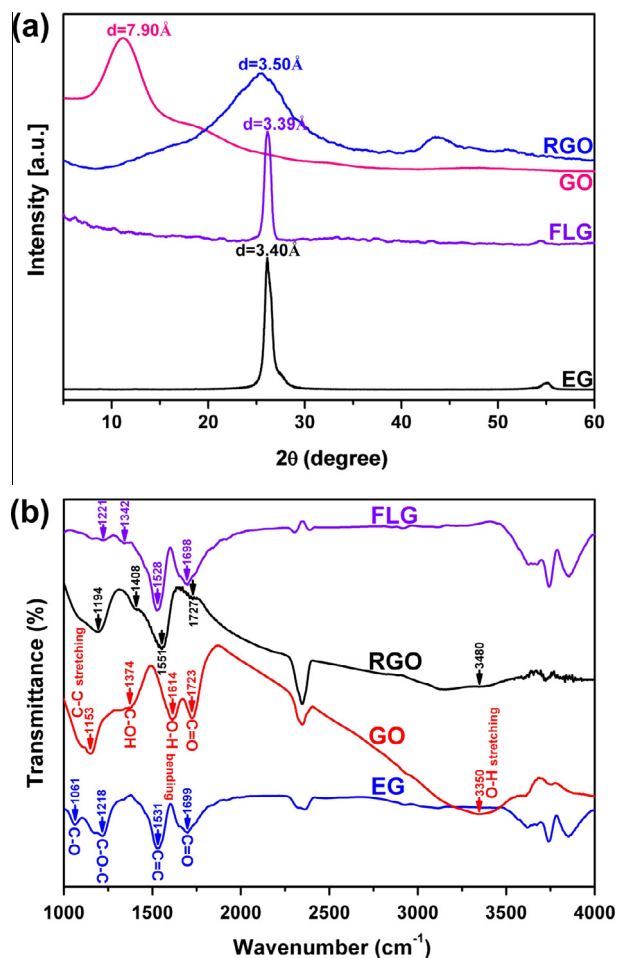 (a)
d=7.90Å
d=3.50Å
d=3.39Å
RGO
GO
FLG
d=3.40Å
EG
Intensity [a.u.]
10 20 30 40 50 60
2θ (degree)
(b)
1221
1342
1528
1698
FLG
1194
1408
1551
1727
3480
RGO
C-C stretching
1153
1374
C-OH
1614
O-H bending
1723
C=O
GO
3350
O-H stretching
1061
C-O
1218
C-O-C
1531
C=C
1699
C=O
EG
Transmittance (%)
1000 1500 2000 2500 3000 3500 4000
Wavenumber (cm⁻¹)